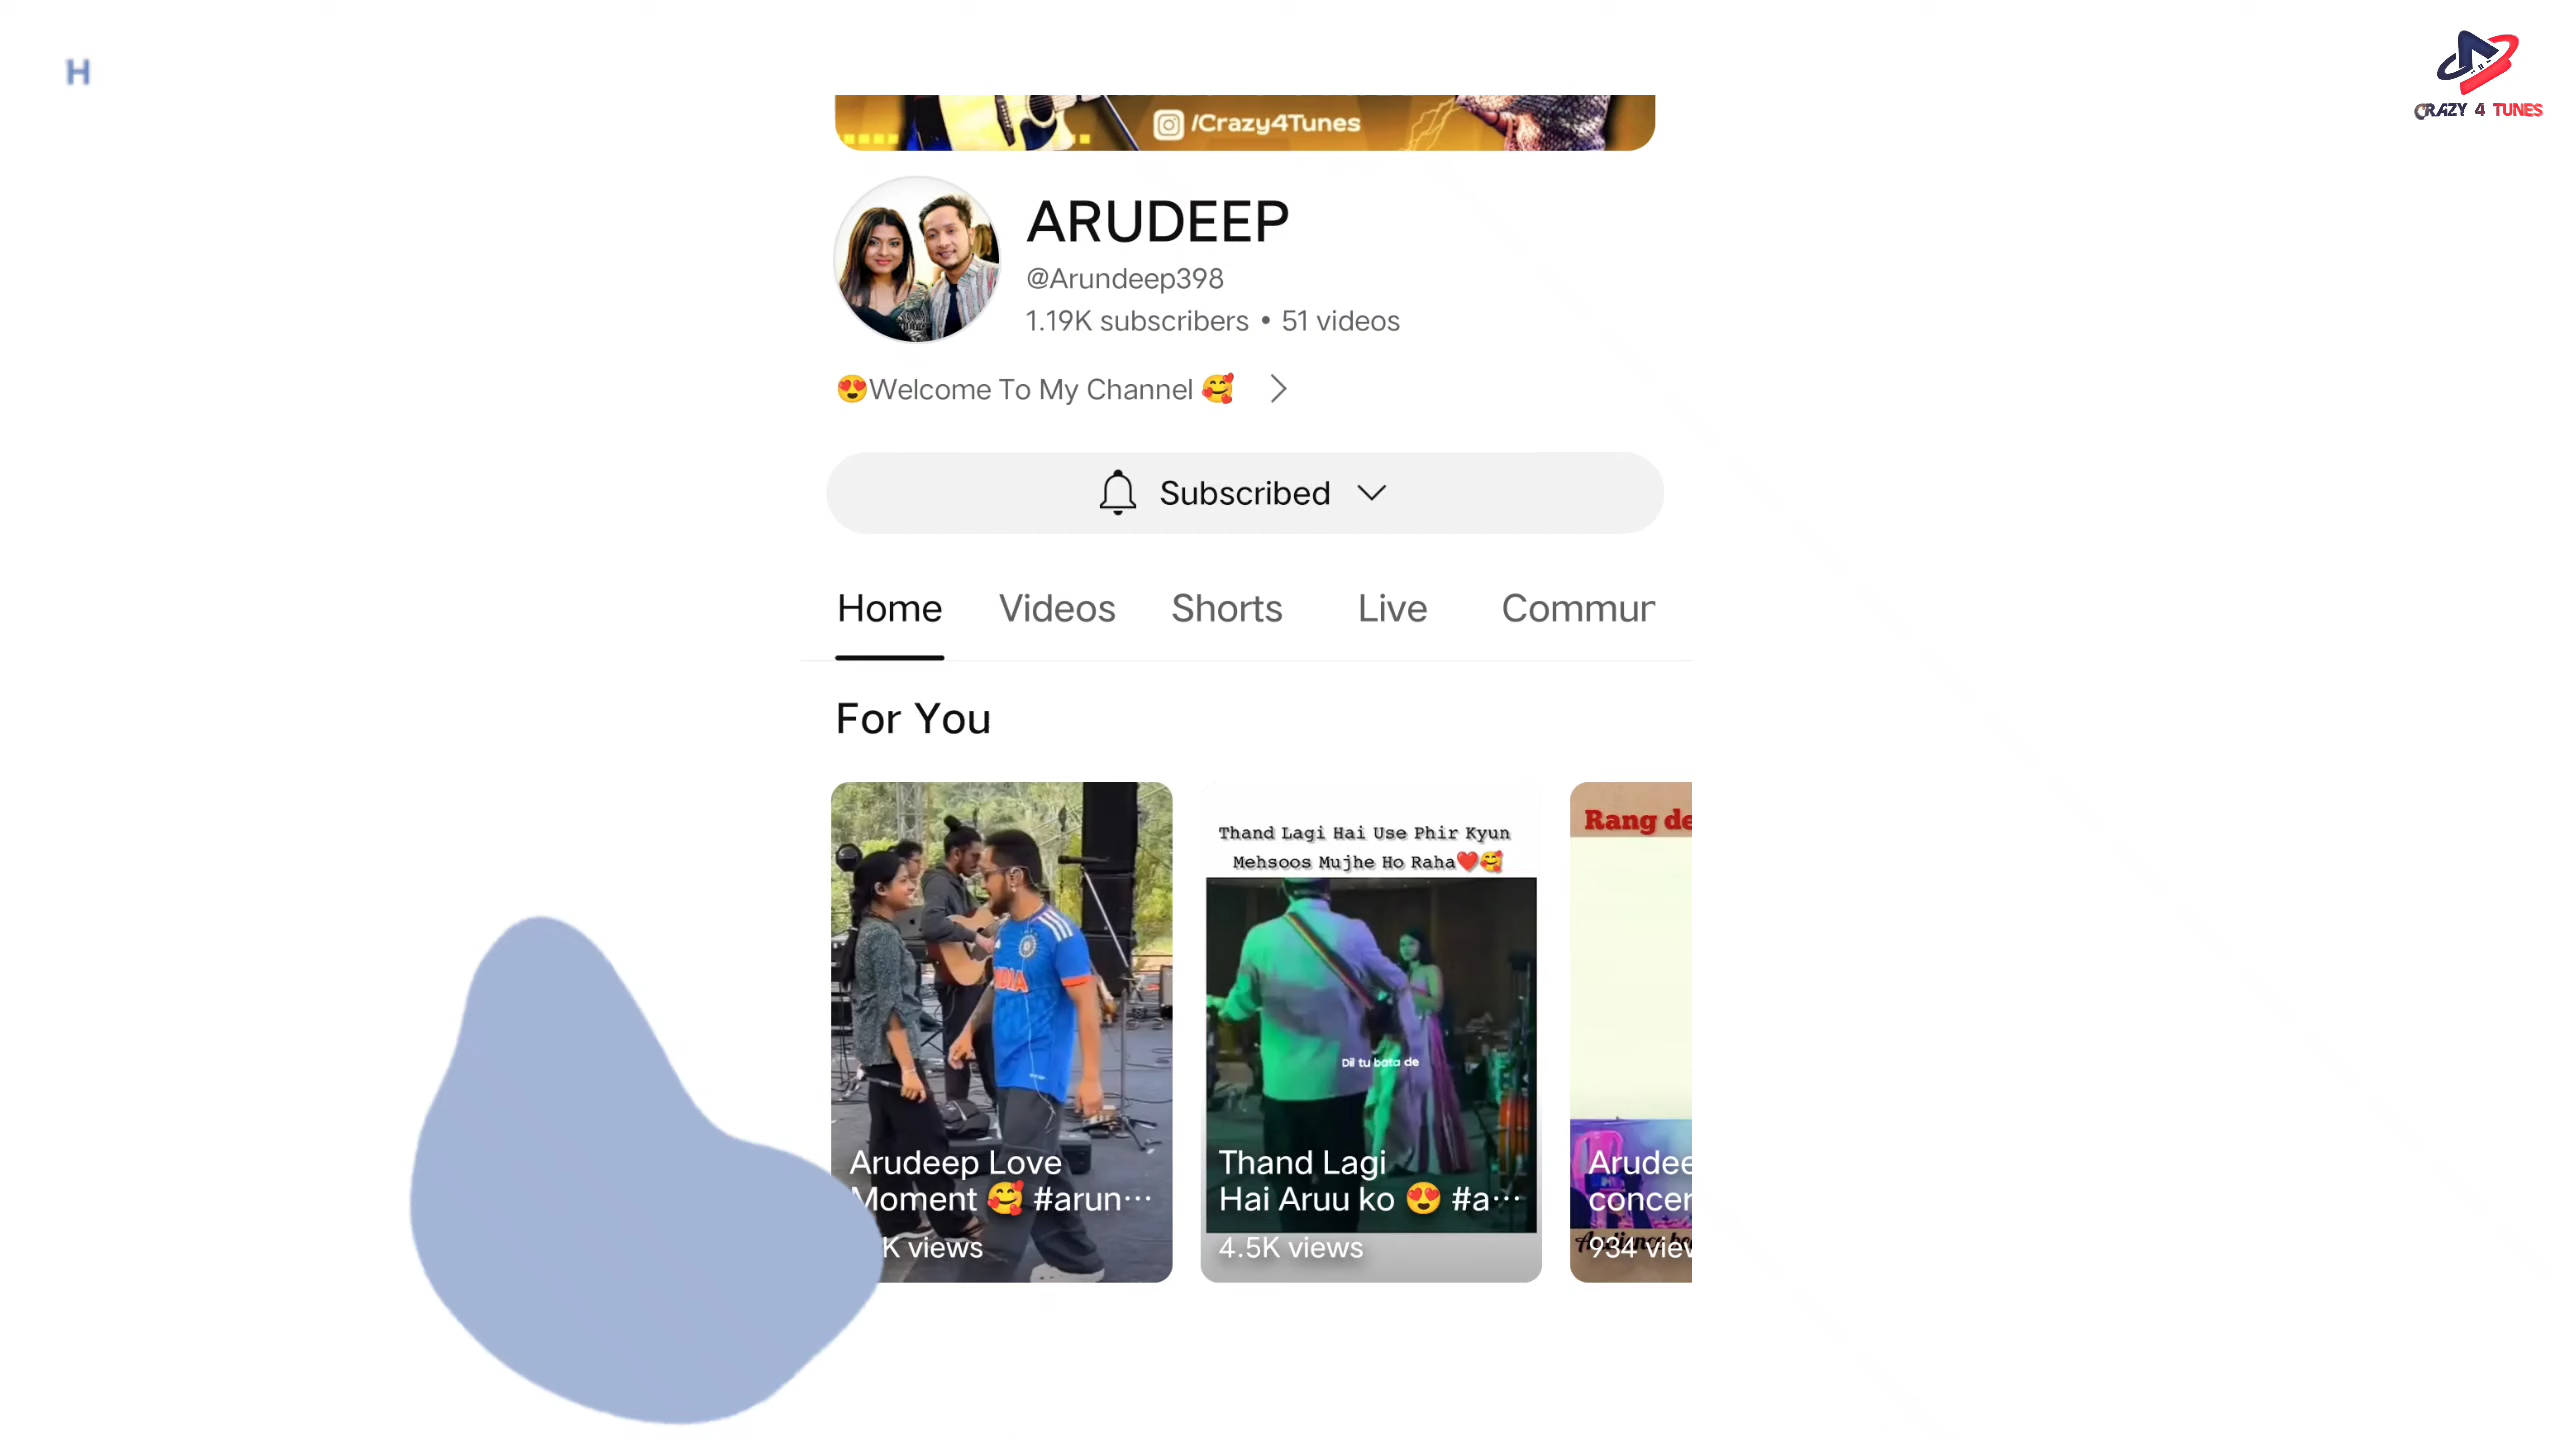 H
CRAZY 4 TUNES
/Crazy4Tunes
ARUDEEP
@Arundeep398
1.19K subscribers • 51 videos
😍Welcome To My Channel 🥰 >
Subscribed
Home Videos Shorts Live Commun
For You
Thand Lagi Hai Use Phir Kyun
Mehsoos Mujhe Ho Raha❤️🥰
Dil tu bata de
INDIA
Arudeep Love
Moment 🥰 #arun...
K views
Thand Lagi
Hai Aruu ko 😍 #a...
4.5K views
Rang de
Arudee
concer
934 view